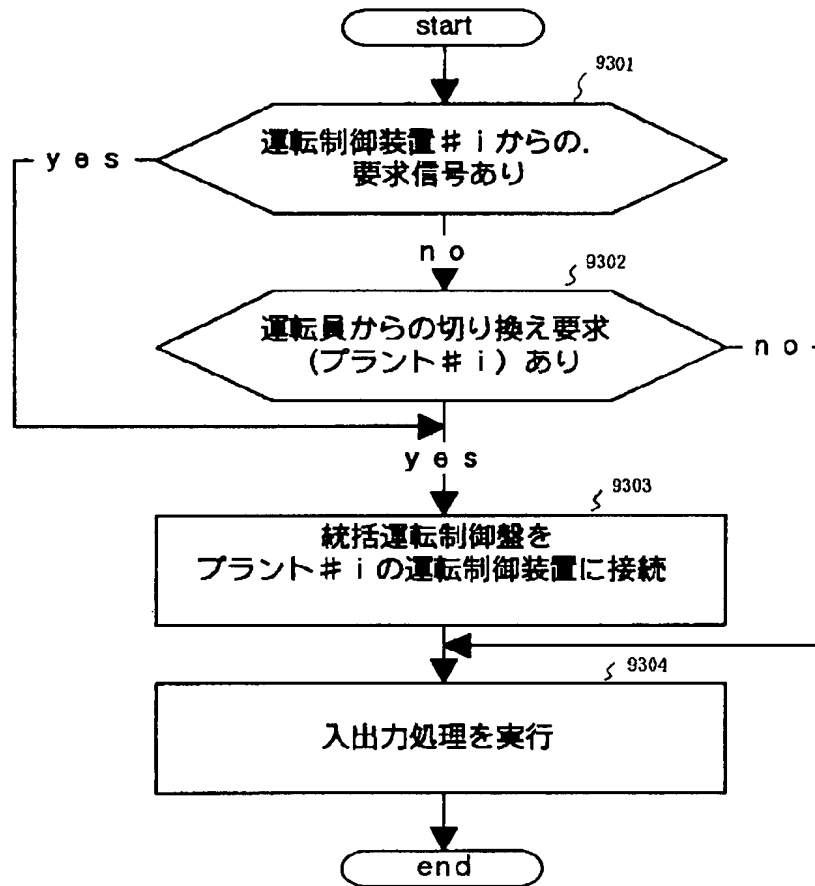 start
9301
運転制御装置＃ｉからの.
要求信号あり
yes
no
9302
運転員からの切り換え要求
(プラント＃ｉ) あり
no
yes
9303
統括運転制御盤を
プラント＃ｉの運転制御装置に接続
9304
入出力処理を実行
end